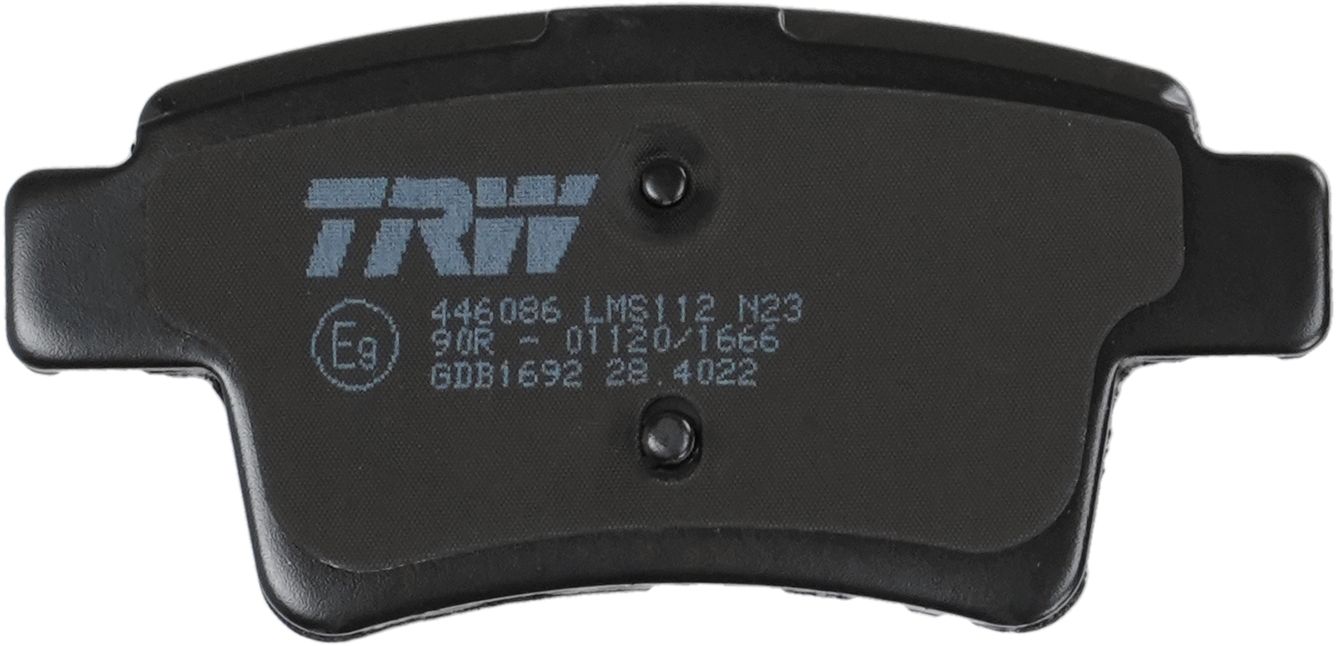 TRW
446086 LMS112 N23
E9 90R - 01120/1666
GDB1692 28.4022